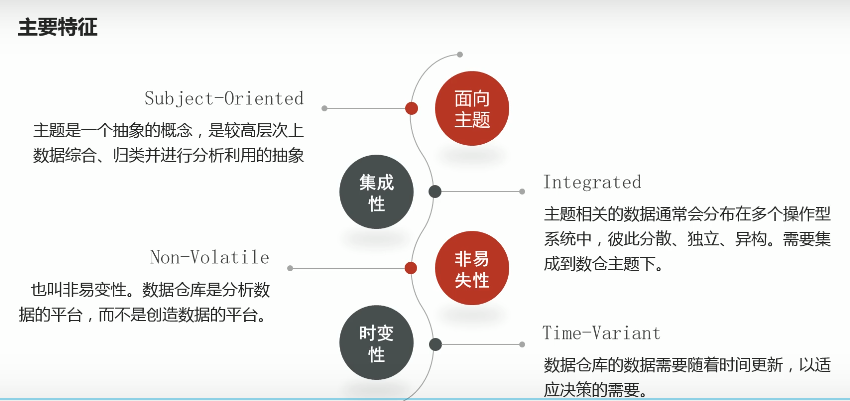 主要特征
Subject-Oriented
主题是一个抽象的概念，是较高层次上
数据综合、归类并进行分析利用的抽象
面向
主题
集成
性
Integrated
主题相关的数据通常会分布在多个操作型
系统中，彼此分散、独立、异构。需要集
成到数仓主题下。
Non-Volatile
也叫非易变性。数据仓库是分析数
据的平台，而不是创造数据的平台。
非易
失性
时变
性
Time-Variant
数据仓库的数据需要随着时间更新，以适
应决策的需要。